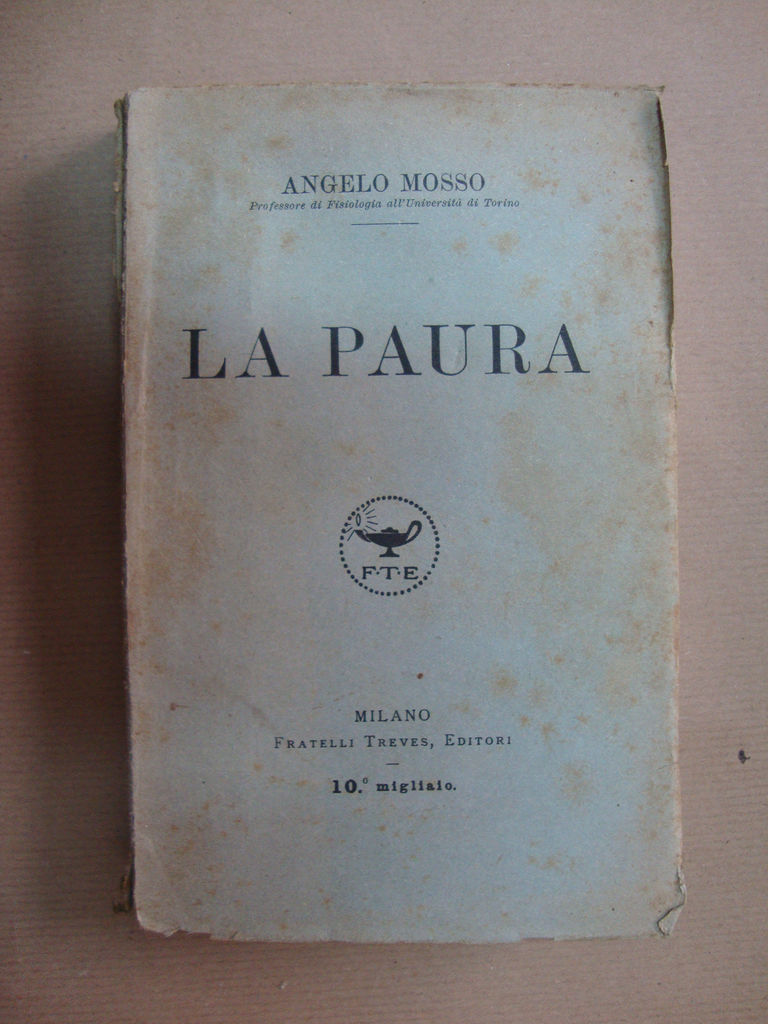 ANGELO MOSSO
Professore di Fisiologia all'Università di Torino
LA PAURA
F·T·E
MILANO
FRATELLI TREVES, EDITORI
10.° migliaio.